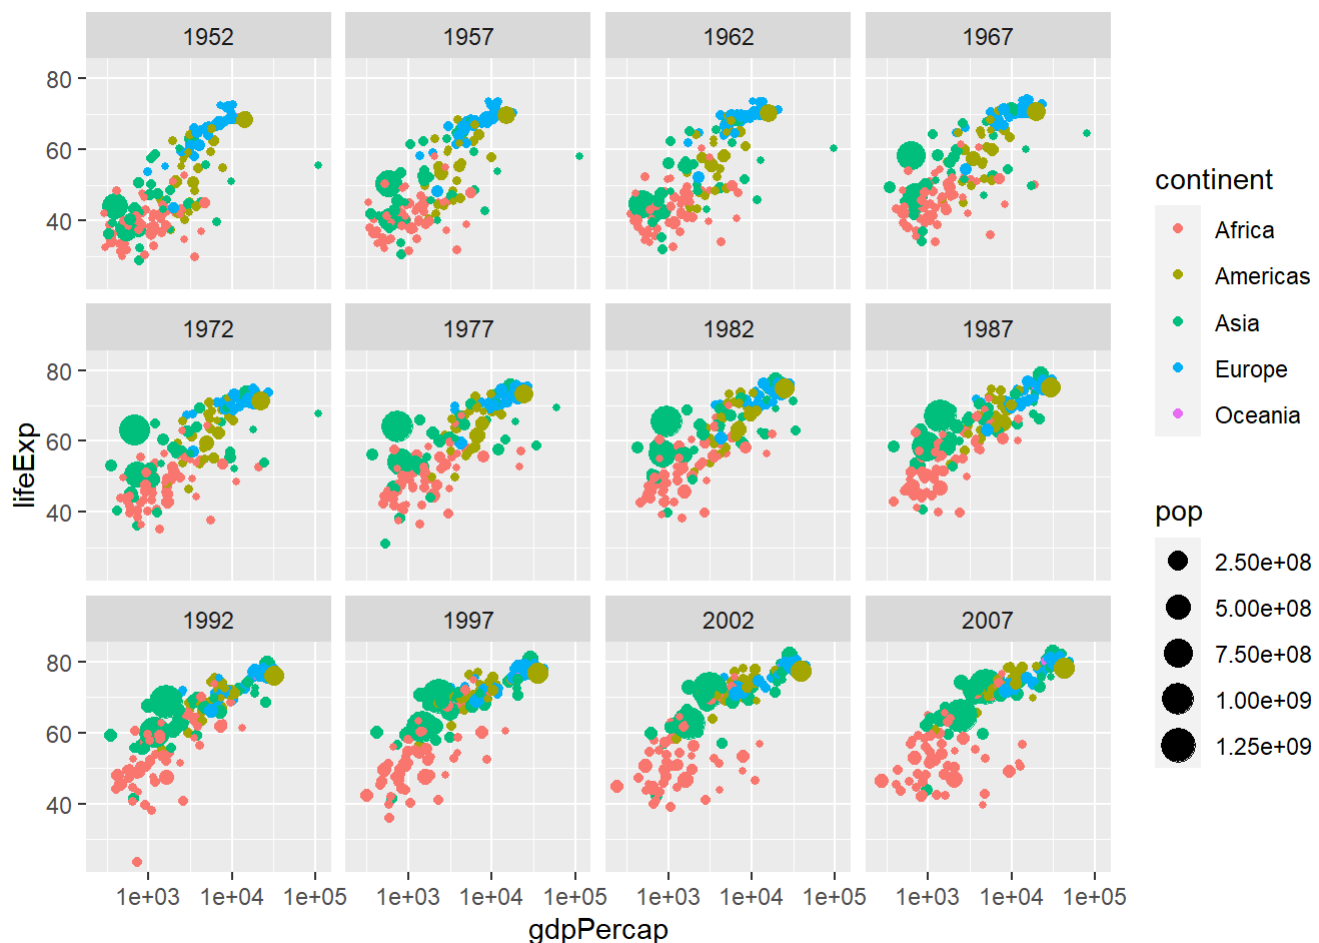 1952 1957 1962 1967
80
60
40
1972 1977 1982 1987
80
60
40
1992 1997 2002 2007
80
60
40
1e+03 1e+04 1e+05 1e+03 1e+04 1e+05 1e+03 1e+04 1e+05 1e+03 1e+04 1e+05
gdpPercap
lifeExp
continent
Africa
Americas
Asia
Europe
Oceania
pop
2.50e+08
5.00e+08
7.50e+08
1.00e+09
1.25e+09